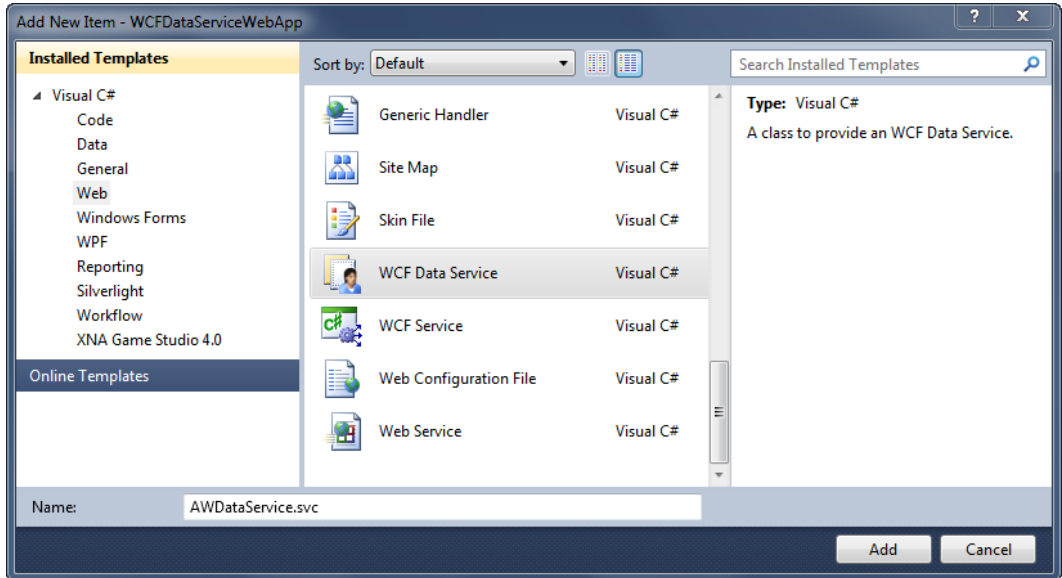 Add New Item - WCFDataServiceWebApp
? X
Installed Templates
Visual C#
Code
Data
General
Web
Windows Forms
WPF
Reporting
Silverlight
Workflow
XNA Game Studio 4.0
Online Templates
Sort by: Default
Generic Handler Visual C#
Site Map Visual C#
Skin File Visual C#
WCF Data Service Visual C#
C# WCF Service Visual C#
Web Configuration File Visual C#
Web Service Visual C#
Search Installed Templates
Type: Visual C#
A class to provide an WCF Data Service.
Name: AWDataService.svc
Add Cancel